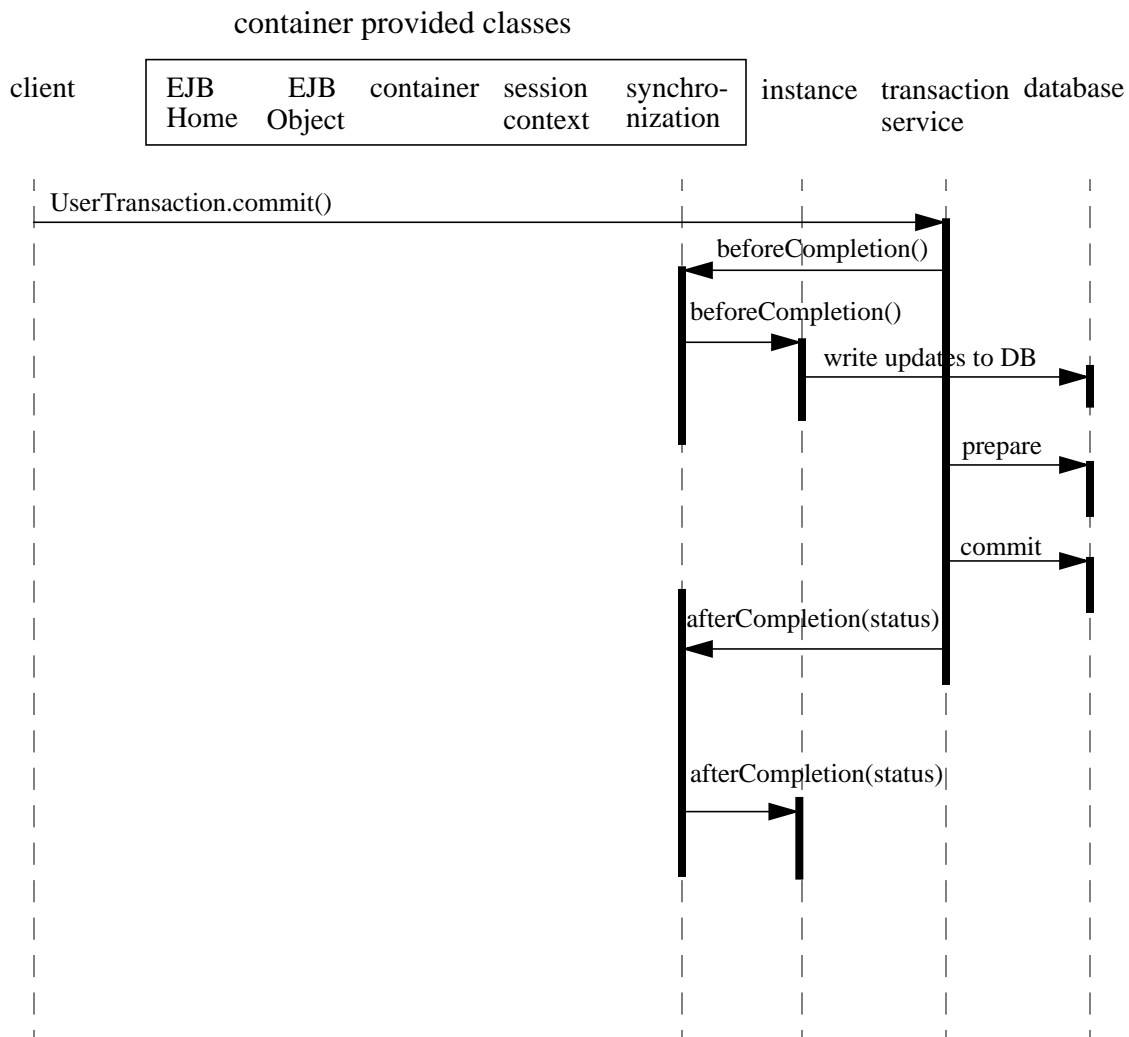 container provided classes
client
EJB
Home
EJB
Object
container
session
context
synchro-
nization
instance
transaction
service
database
UserTransaction.commit()
beforeCompletion()
beforeCompletion()
write updates to DB
prepare
commit
afterCompletion(status)
afterCompletion(status)